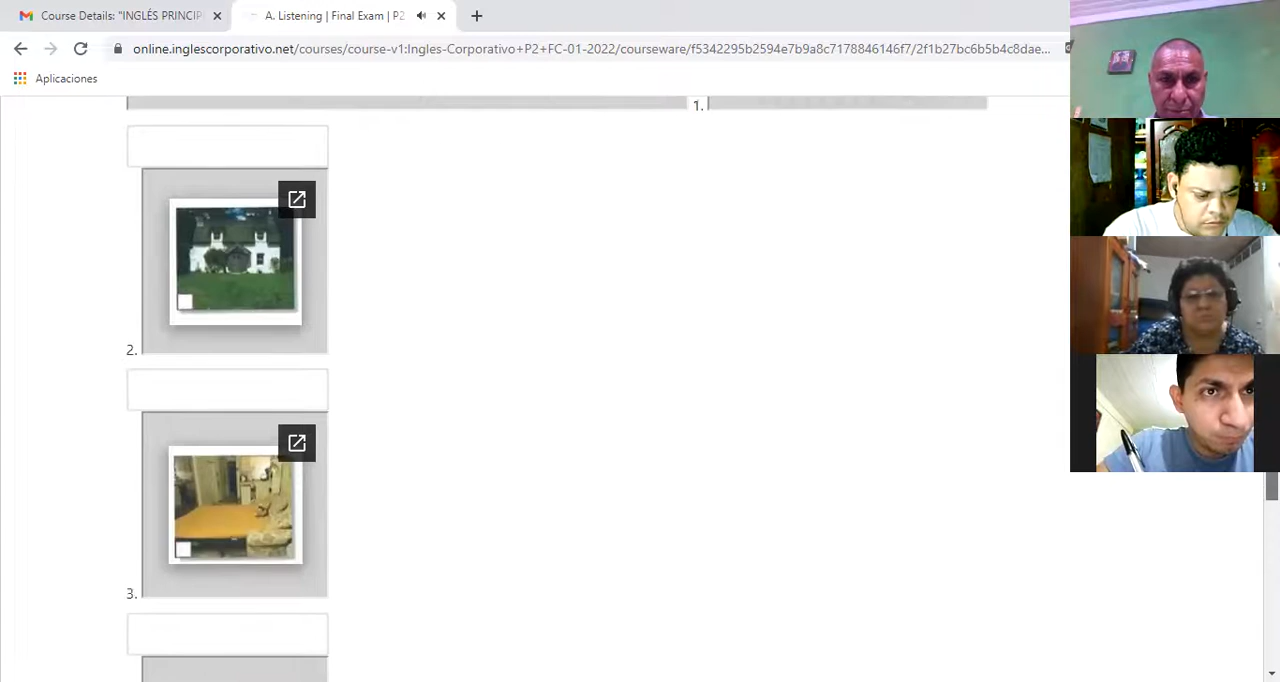 Course Details: "INGLÉS PRINCIP
A. Listening | Final Exam | P2
online.inglescorporativo.net/courses/course-v1:Ingles-Corporativo+P2+FC-01-2022/courseware/f5342295b2594e7b9a8c7178846146f7/2f1b27bc6b5b4c8dae...
Aplicaciones
1.
2.
3.